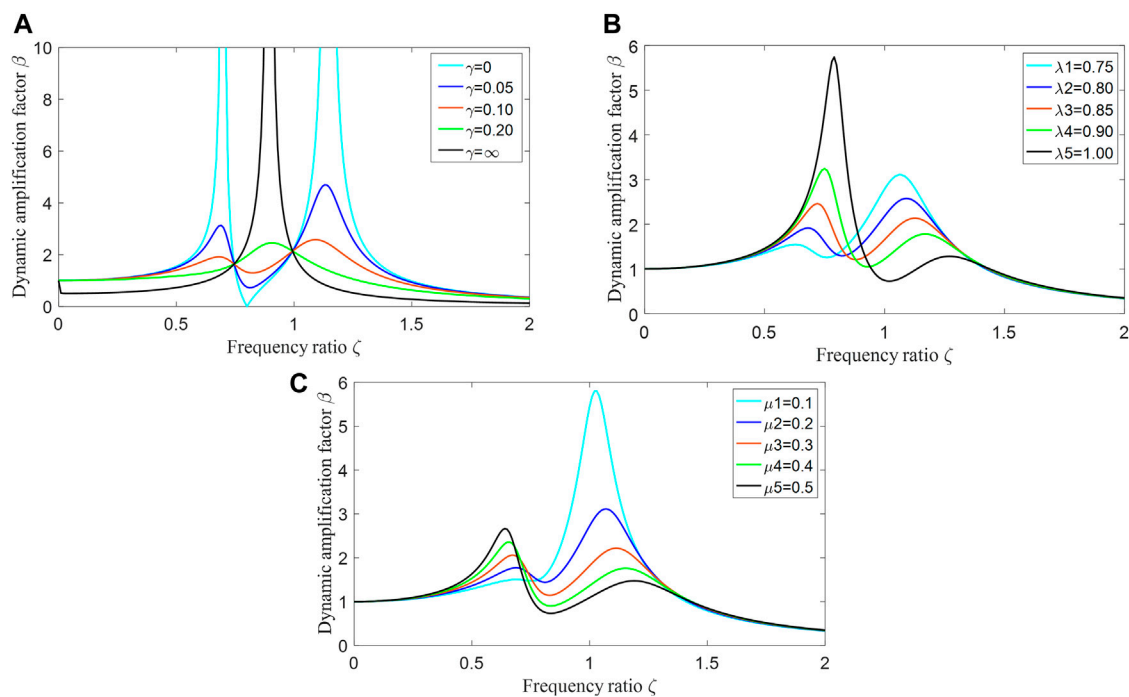 A
Dynamic amplification factor β
10
8
6
4
2
0
0 0.5 1 1.5 2
Frequency ratio ζ
γ=0
γ=0.05
γ=0.10
γ=0.20
γ=∞
B
Dynamic amplification factor β
6
5
4
3
2
1
0
0 0.5 1 1.5 2
Frequency ratio ζ
λ1=0.75
λ2=0.80
λ3=0.85
λ4=0.90
λ5=1.00
C
Dynamic amplification factor β
6
5
4
3
2
1
0
0 0.5 1 1.5 2
Frequency ratio ζ
μ1=0.1
μ2=0.2
μ3=0.3
μ4=0.4
μ5=0.5